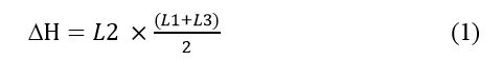 ΔH = L2 × (L1+L3)/2 (1)